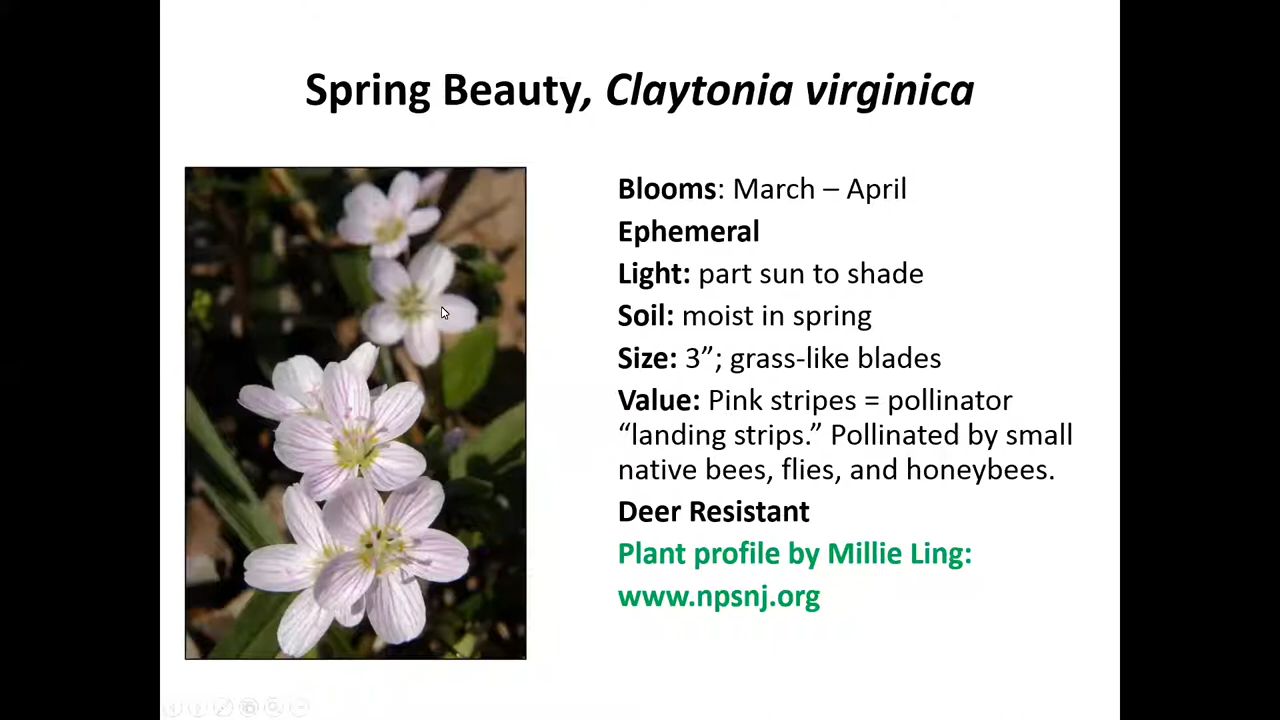 Spring Beauty, Claytonia virginica
Blooms: March – April
Ephemeral
Light: part sun to shade
Soil: moist in spring
Size: 3”; grass-like blades
Value: Pink stripes = pollinator
“landing strips.” Pollinated by small
native bees, flies, and honeybees.
Deer Resistant
Plant profile by Millie Ling:
www.npsnj.org